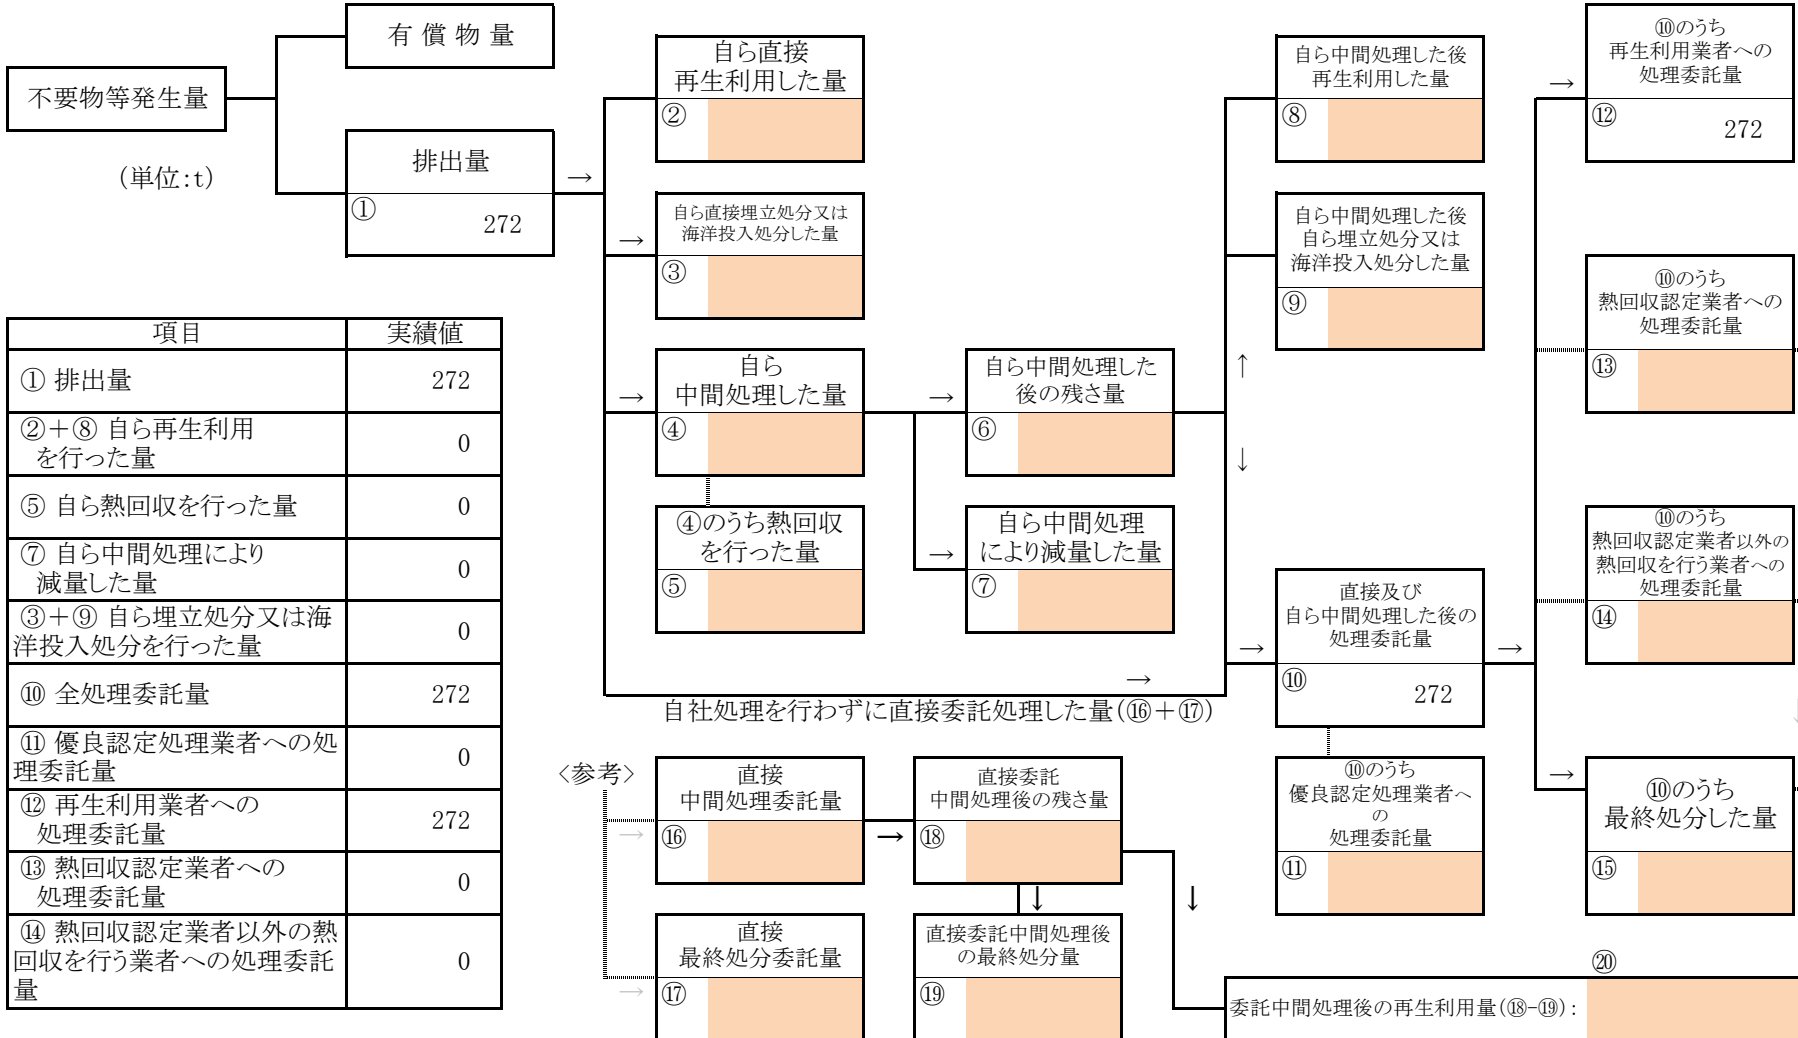 有 償 物 量
不要物等発生量
(単位:t)
排出量
①
272
→
自ら直接
再生利用した量
②
→
自ら直接埋立処分又は
海洋投入処分した量
③
→
自ら
中間処理した量
④
④のうち熱回収
を行った量
⑤
→
自ら中間処理した
後の残さ量
⑥
→
自ら中間処理
により減量した量
⑦
自ら中間処理した後
再生利用した量
⑧
自ら中間処理した後
自ら埋立処分又は
海洋投入処分した量
⑨
↑
↓
→
自社処理を行わずに直接委託処理した量(⑯+⑰)
→
直接及び
自ら中間処理した後の
処理委託量
⑩
272
→
⑩のうち
優良認定処理業者へ
の
処理委託量
⑪
→
⑩のうち
再生利用業者への
処理委託量
⑫
272
⑩のうち
熱回収認定業者への
処理委託量
⑬
⑩のうち
熱回収認定業者以外の
熱回収を行う業者への
処理委託量
⑭
→
⑩のうち
最終処分した量
⑮
項目 実績値
① 排出量 272
②+⑧ 自ら再生利用
を行った量 0
⑤ 自ら熱回収を行った量 0
⑦ 自ら中間処理により
減量した量 0
③+⑨ 自ら埋立処分又は海
洋投入処分を行った量 0
⑩ 全処理委託量 272
⑪ 優良認定処理業者への処
理委託量 0
⑫ 再生利用業者への
処理委託量 272
⑬ 熱回収認定業者への
処理委託量 0
⑭ 熱回収認定業者以外の熱
回収を行う業者への処理委託
量 0
<参考>
→
直接
中間処理委託量
⑯
→
直接委託
中間処理後の残さ量
⑱
↓
↓
→
直接
最終処分委託量
⑰
直接委託中間処理後
の最終処分量
⑲
⑳
委託中間処理後の再生利用量(⑱-⑲):